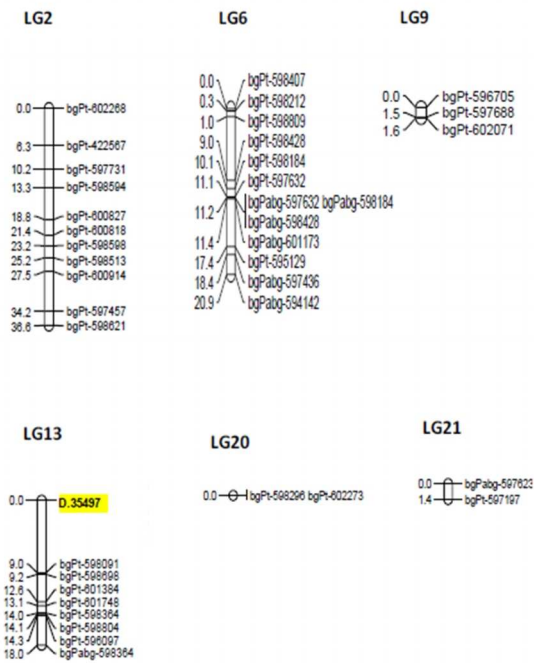 LG2
0.0 bgPt-602268
6.3 bgPt-422567
10.2 bgPt-597731
13.3 bgPt-598594
18.8 bgPt-600827
21.4 bgPt-600818
23.2 bgPt-598598
25.2 bgPt-598513
27.5 bgPt-600914
34.2 bgPt-597457
36.6 bgPt-598621
LG6
0.0 bgPt-598407
0.3 bgPt-598212
1.0 bgPt-598809
9.0 bgPt-598428
10.1 bgPt-598184
11.1 bgPt-597632
11.2 bgPabg-597632 bgPabg-598184
bgPabg-598428
11.4 bgPabg-601173
17.4 bgPt-595129
18.4 bgPabg-597436
20.9 bgPabg-594142
LG9
0.0 bgPt-596705
1.5 bgPt-597688
1.6 bgPt-602071
LG13
0.0 D.35497
9.0 bgPt-598091
9.2 bgPt-598698
12.6 bgPt-601384
13.1 bgPt-601748
14.0 bgPt-598364
14.1 bgPt-598804
14.3 bgPt-596097
18.0 bgPabg-598364
LG20
0.0 bgPt-598296 bgPt-602273
LG21
0.0 bgPabg-597623
1.4 bgPt-597197